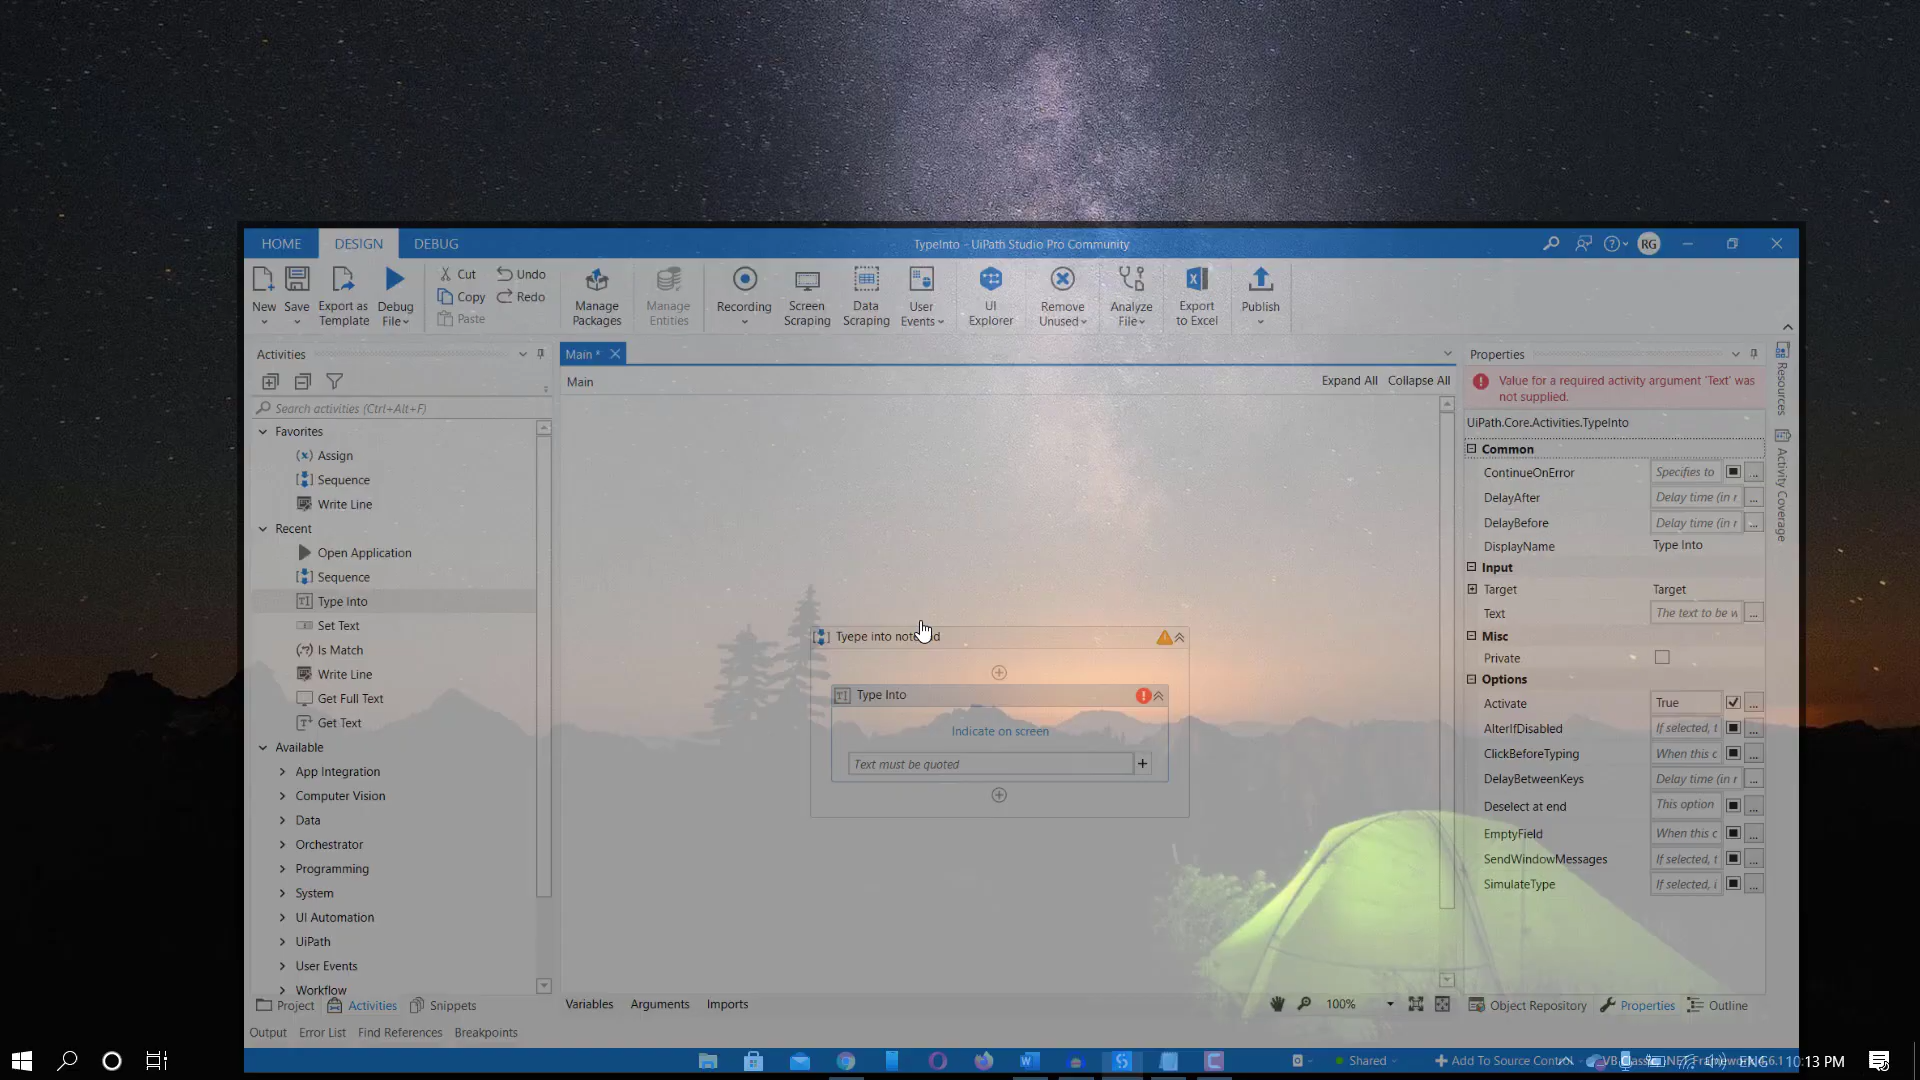 HOME DESIGN DEBUG
TypeInto - UiPath Studio Pro Community
RG
New
Save
Export as Template
Debug File
Cut
Copy
Paste
Undo
Redo
Manage Packages
Manage Entities
Recording
Screen Scraping
Data Scraping
User Events
UI Explorer
Remove Unused
Analyze File
Export to Excel
Publish
Activities
Search activities (Ctrl+Alt+F)
Favorites
Assign
Sequence
Write Line
Recent
Open Application
Sequence
Type Into
Set Text
Is Match
Write Line
Get Full Text
Get Text
Available
App Integration
Computer Vision
Data
Orchestrator
Programming
System
UI Automation
UiPath
User Events
Workflow
Project Activities Snippets
Output Error List Find References Breakpoints
Main *
Main
Expand All Collapse All
Tyepe into
Type Into
Indicate on screen
Text must be quoted
Variables Arguments Imports
100%
Properties
Value for a required activity argument 'Text' was
not supplied.
UiPath.Core.Activities.TypeInto
Common
ContinueOnError Specifies to
DelayAfter Delay time (in
DelayBefore Delay time (in
DisplayName Type Into
Input
Target Target
Text The text to be
Misc
Private
Options
Activate True
AlterIfDisabled If selected, t
ClickBeforeTyping When this c
DelayBetweenKeys Delay time (in
Deselect at end This option
EmptyField When this c
SendWindowMessages If selected, t
SimulateType If selected,
Object Repository Properties Outline
Resources
Activity Coverage
Shared
Add To Source Control
ENG
10:13 PM